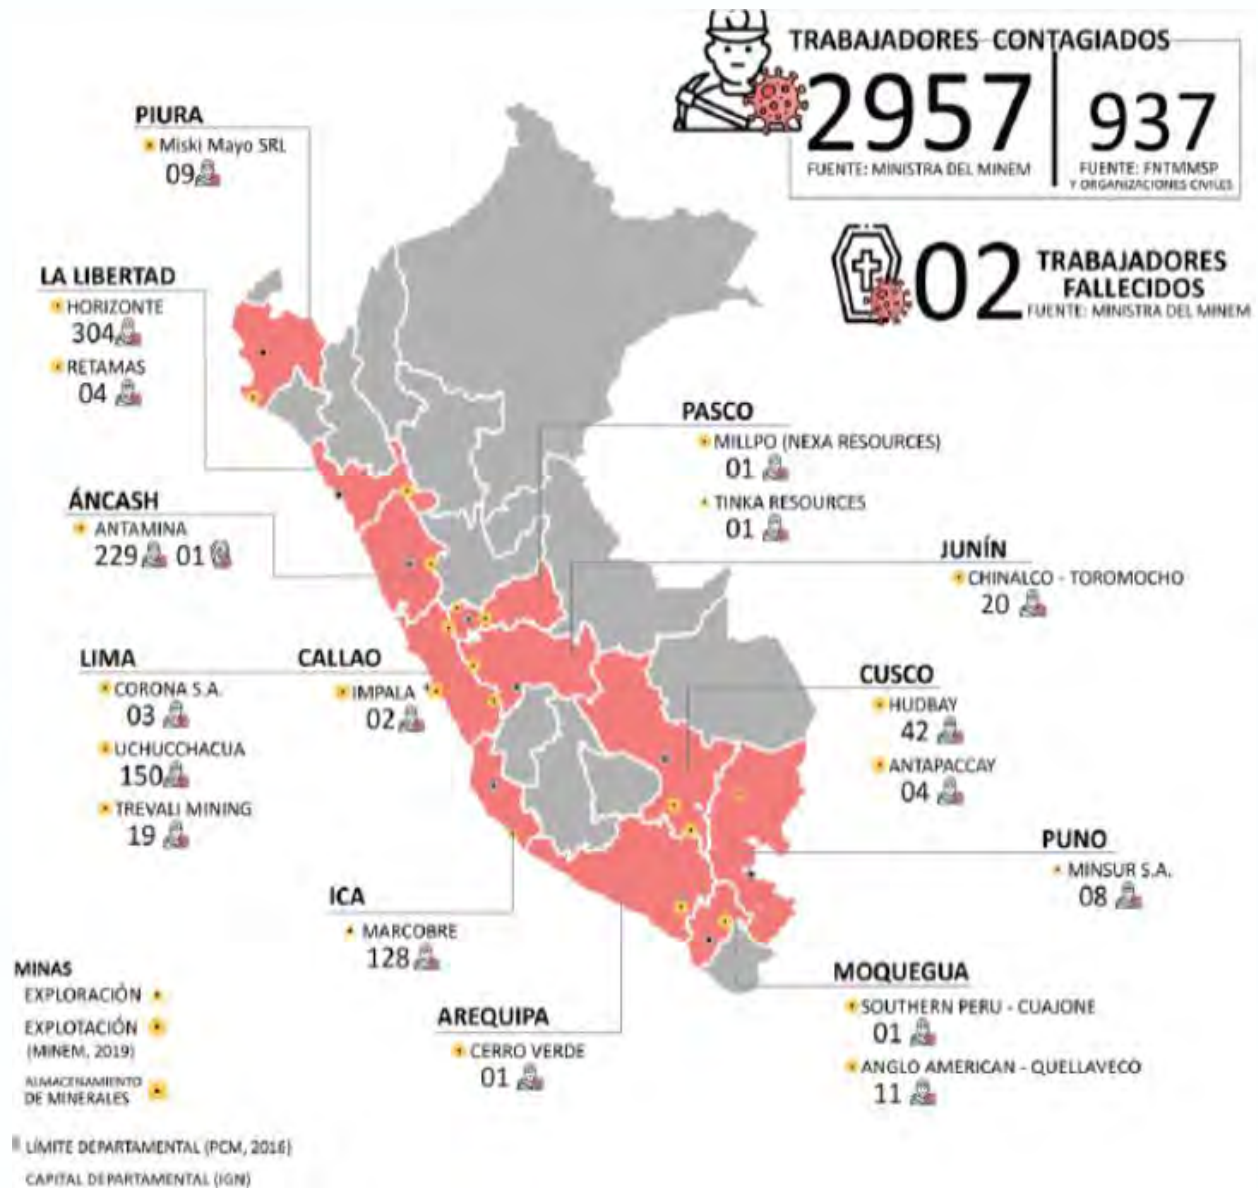 TRABAJADORES CONTAGIADOS
2957
FUENTE: MINISTRA DEL MINEM
937
FUENTE: FNTMMSP
Y ORGANIZACIONES CIVILES
02
TRABAJADORES
FALLECIDOS
FUENTE: MINISTRA DEL MINEM
PIURA
Miski Mayo SRL
09
LA LIBERTAD
HORIZONTE
304
RETAMAS
04
ÁNCASH
ANTAMINA
229 01
LIMA
CORONA S.A.
03
UCHUCCHACUA
150
TREVALI MINING
19
CALLAO
IMPALA
02
PASCO
MILLPO (NEXA RESOURCES)
01
TINKA RESOURCES
01
JUNÍN
CHINALCO - TOROMOCHO
20
CUSCO
HUDBAY
42
ANTAPACCAY
04
PUNO
MINSUR S.A.
08
ICA
MARCOBRE
128
AREQUIPA
CERRO VERDE
01
MOQUEGUA
SOUTHERN PERU - CUAJONE
01
ANGLO AMERICAN - QUELLAVECO
11
MINAS
EXPLORACIÓN
EXPLOTACIÓN
(MINEM, 2019)
ALMACENAMIENTO
DE MINERALES
LÍMITE DEPARTAMENTAL (PCM, 2016)
CAPITAL DEPARTAMENTAL (IGN)